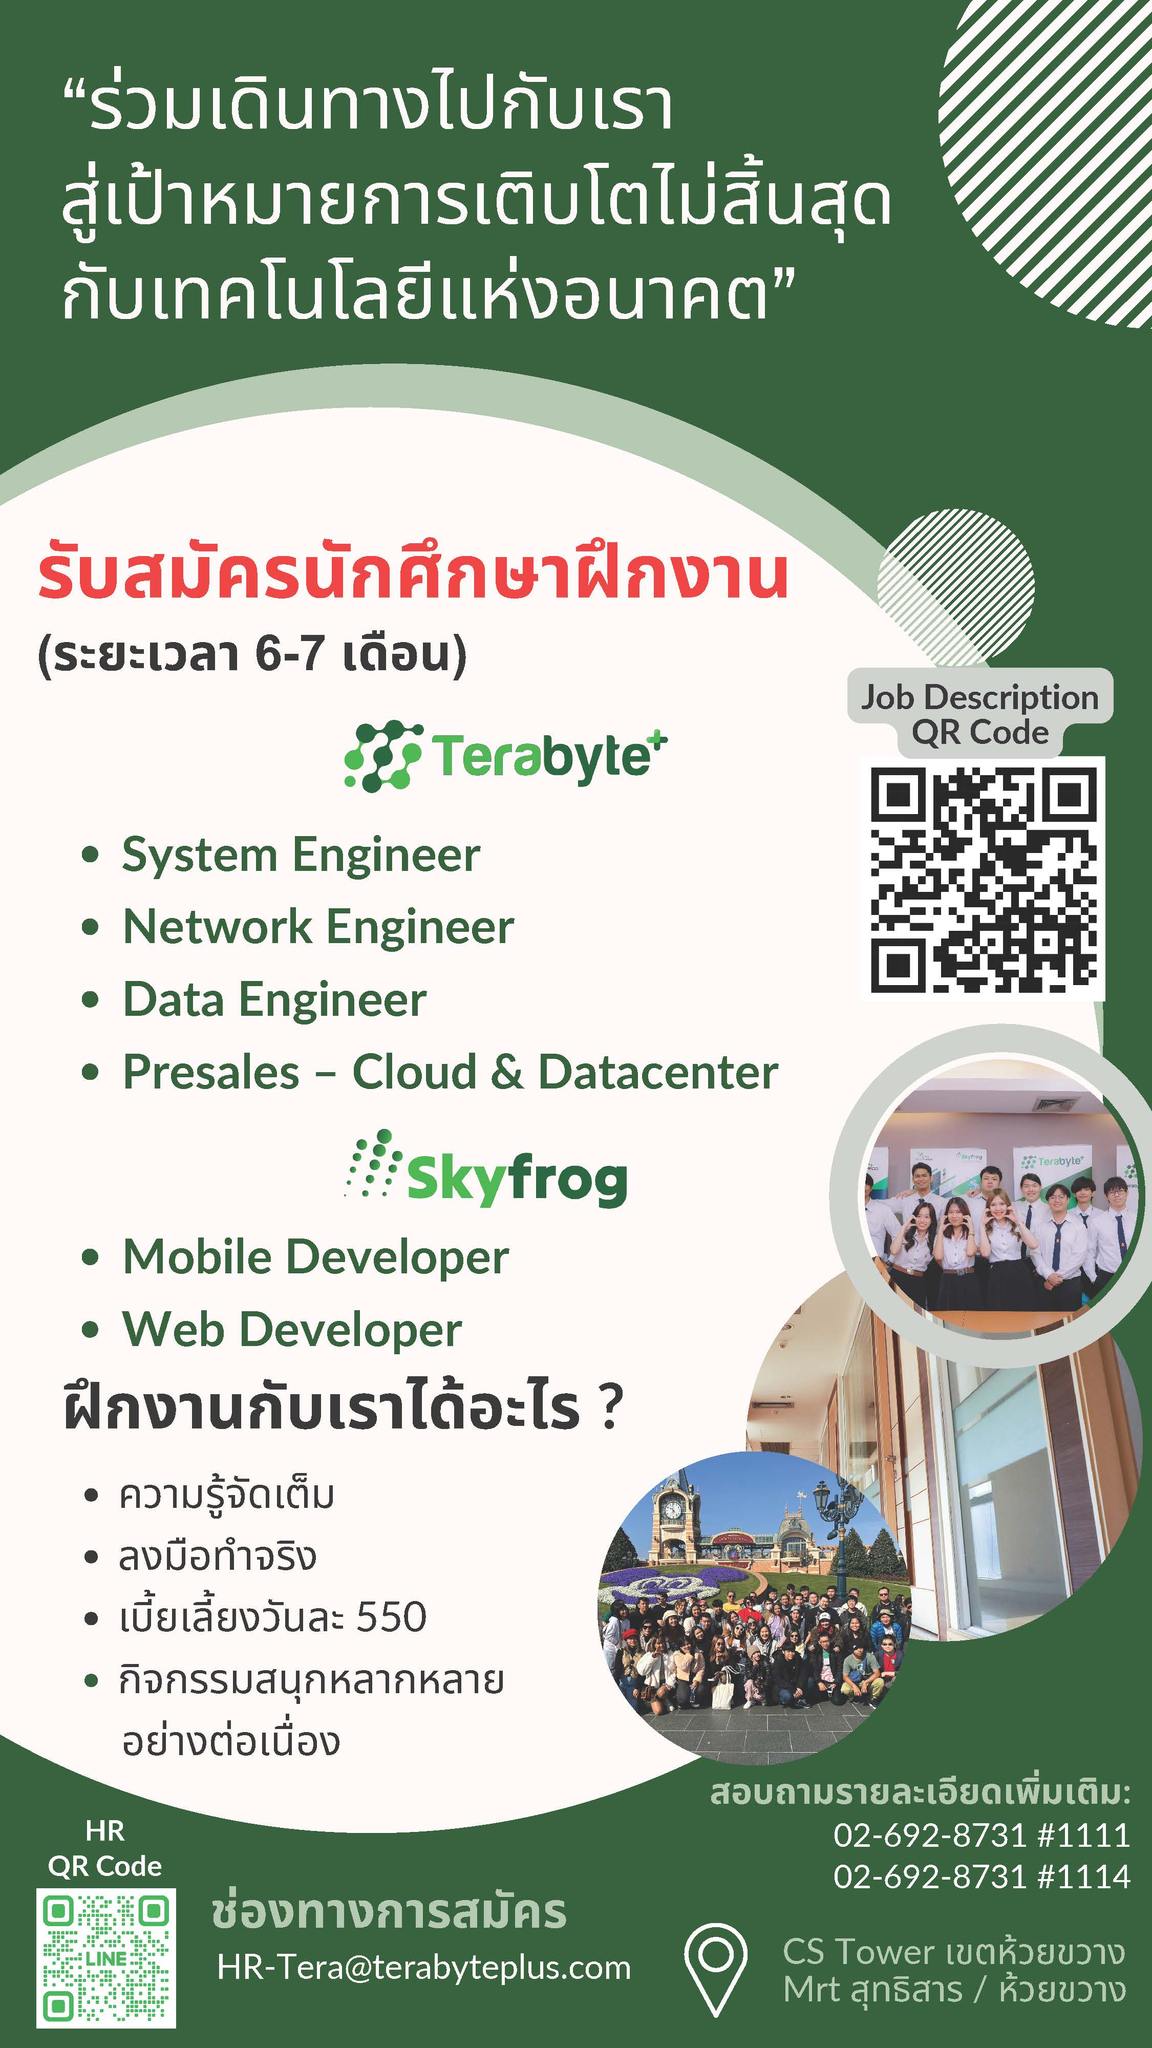 “ร่วมเดินทางไปกับเรา
สู่เป้าหมายการเติบโตไม่สิ้นสุด
กับเทคโนโลยีแห่งอนาคต”
รับสมัครนักศึกษาฝึกงาน
(ระยะเวลา 6-7 เดือน)
Job Description
QR Code
Terabyte+
• System Engineer
• Network Engineer
• Data Engineer
• Presales – Cloud & Datacenter
Skyfrog
• Mobile Developer
• Web Developer
Skyfrog
Terabyte+
ฝึกงานกับเราได้อะไร ?
• ความรู้จัดเต็ม
• ลงมือทำจริง
• เบี้ยเลี้ยงวันละ 550
• กิจกรรมสนุกหลากหลาย
อย่างต่อเนื่อง
สอบถามรายละเอียดเพิ่มเติม:
02-692-8731 #1111
02-692-8731 #1114
HR
QR Code
LINE
ช่องทางการสมัคร
HR-Tera@terabyteplus.com
CS Tower เขตห้วยขวาง
Mrt สุทธิสาร / ห้วยขวาง